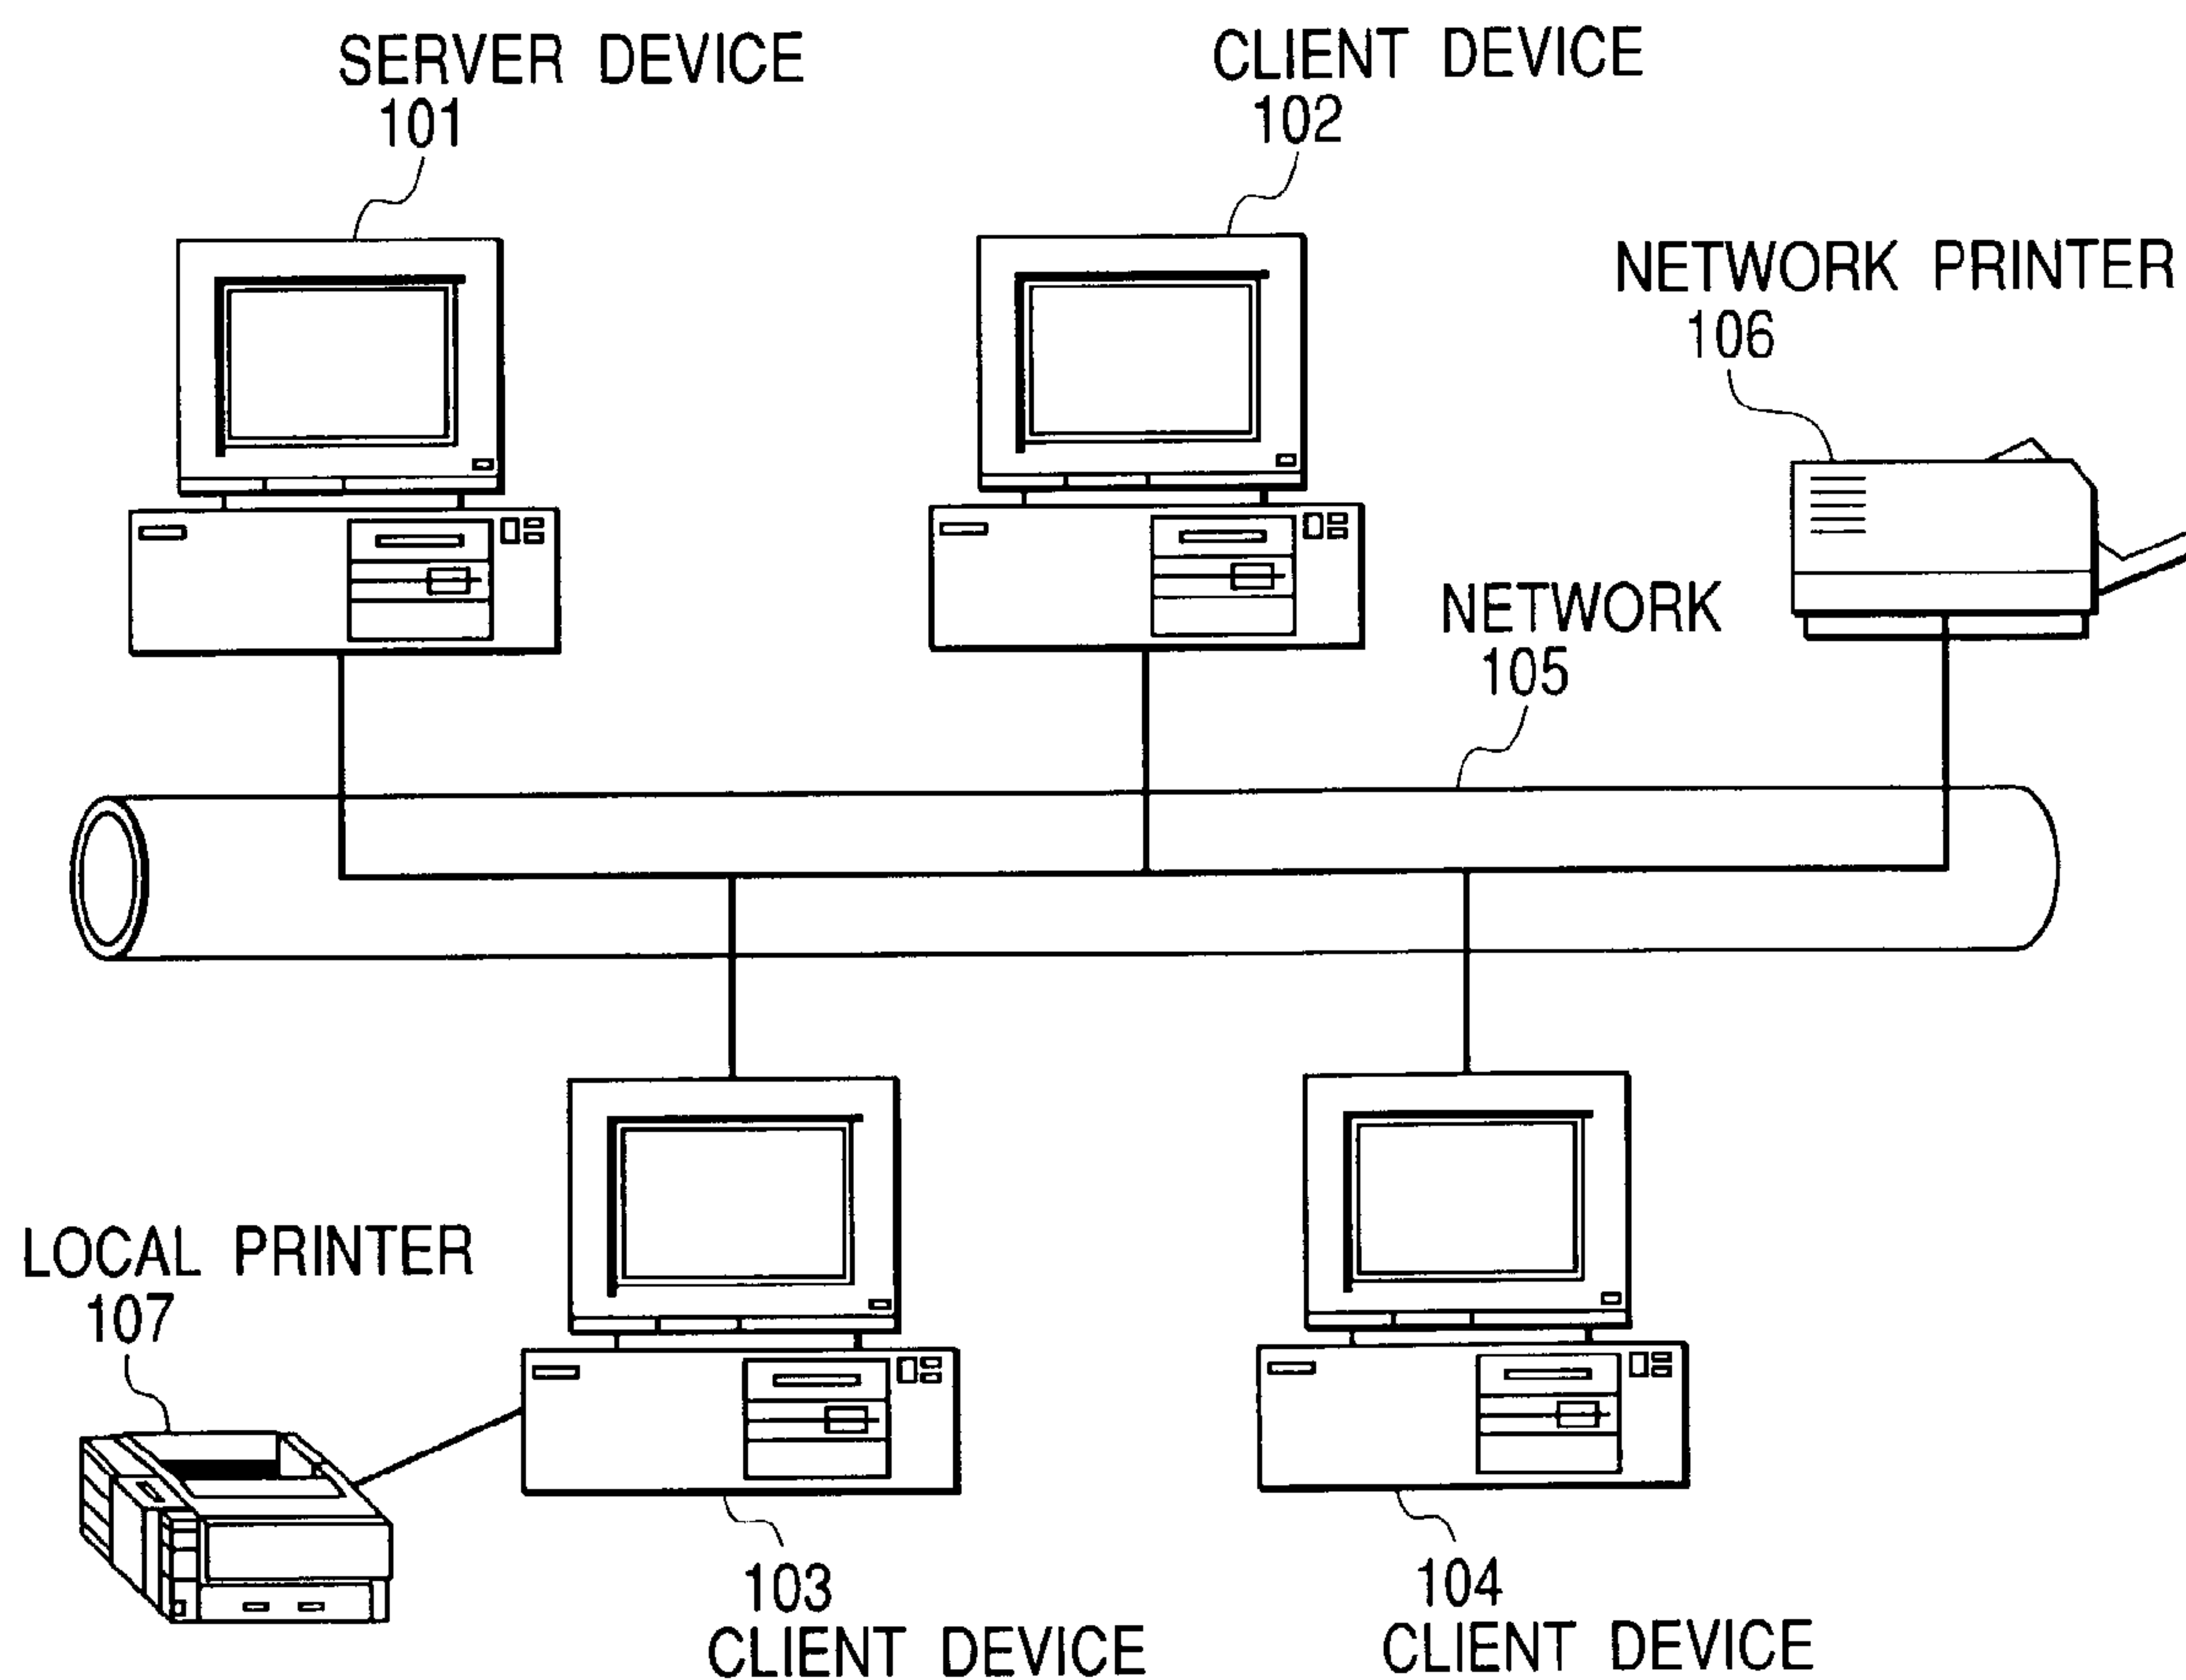 SERVER DEVICE
101
CLIENT DEVICE
102
NETWORK PRINTER
106
NETWORK
105
LOCAL PRINTER
107
103
CLIENT DEVICE
104
CLIENT DEVICE